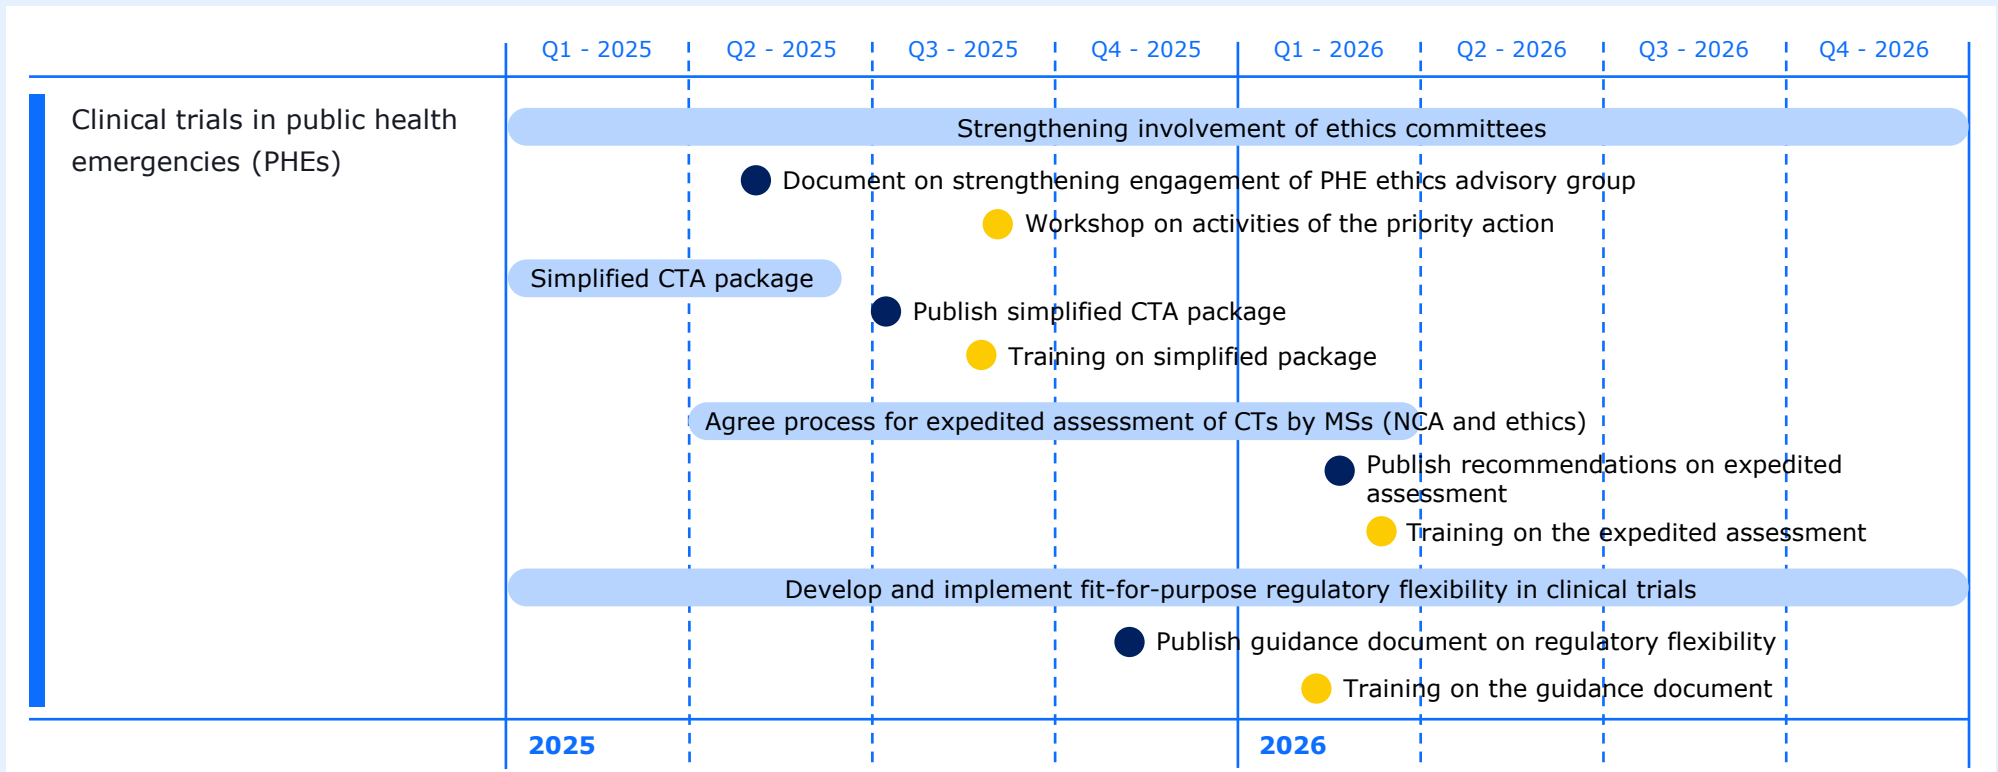 Q1 - 2025
Q2 - 2025
Q3 - 2025
Q4 - 2025
Q1 - 2026
Q2 - 2026
Q3 - 2026
Q4 - 2026
Clinical trials in public health
emergencies (PHEs)
Strengthening involvement of ethics committees
Document on strengthening engagement of PHE ethics advisory group
Workshop on activities of the priority action
Simplified CTA package
Publish simplified CTA package
Training on simplified package
Agree process for expedited assessment of CTs by MSs (NCA and ethics)
Publish recommendations on expedited
assessment
Training on the expedited assessment
Develop and implement fit-for-purpose regulatory flexibility in clinical trials
Publish guidance document on regulatory flexibility
Training on the guidance document
2025
2026